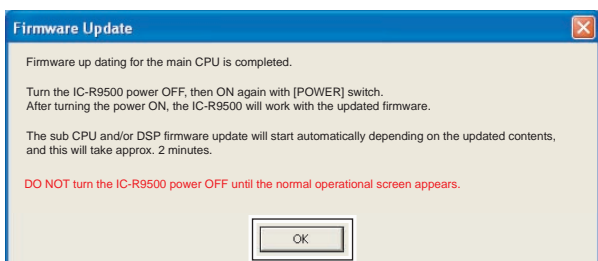 Firmware Update
Firmware up dating for the main CPU is completed.
Turn the IC-R9500 power OFF, then ON again with [POWER] switch.
After turning the power ON, the IC-R9500 will work with the updated firmware.
The sub CPU and/or DSP firmware update will start automatically depending on the updated contents,
and this will take approx. 2 minutes.
DO NOT turn the IC-R9500 power OFF until the normal operational screen appears.
OK